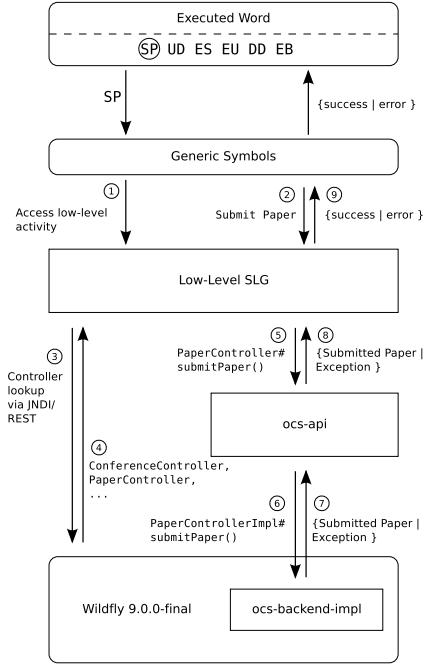 Executed Word
SP UD ES EU DD EB
SP
{success | error }
Generic Symbols
1
Access low-level
activity
2
Submit Paper
9
{success | error }
Low-Level SLG
3
Controller
lookup
via JNDI/
REST
4
ConferenceController,
PaperController,
...
5
PaperController#
submitPaper()
8
{Submitted Paper |
Exception }
ocs-api
6
PaperControllerImpl#
submitPaper()
7
{Submitted Paper |
Exception }
Wildfly 9.0.0-final
ocs-backend-impl